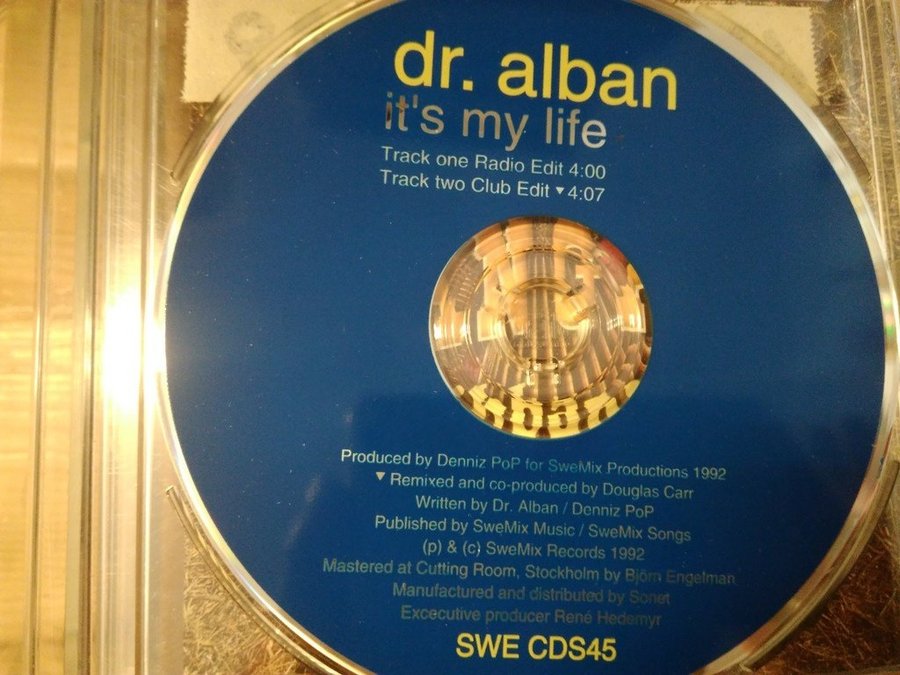 dr. alban
it's my life
Track one Radio Edit 4:00
Track two Club Edit ▼ 4:07
Produced by Denniz PoP for SweMix Productions 1992
▼ Remixed and co-produced by Douglas Carr
Written by Dr. Alban / Denniz PoP
Published by SweMix Music / SweMix Songs
(p) & (c) SweMix Records 1992
Mastered at Cutting Room, Stockholm by Björn Engelman
Manufactured and distributed by Sonet
Excecutive producer René Hedemyr
SWE CDS45